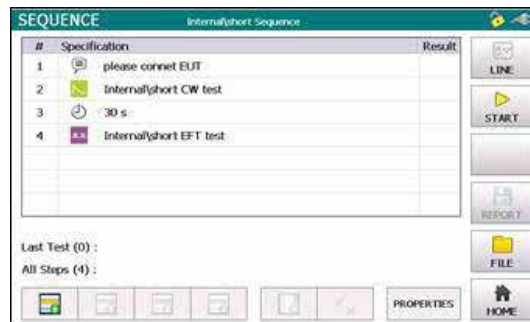 SEQUENCE Internal\short Sequence
# Specification Result
1 please connet EUT
2 Internal\short CW test
3 30 s
4 Internal\short EFT test
Last Test (0) :
All Steps (4) :
PROPERTIES
LINE
START
REPORT
FILE
HOME